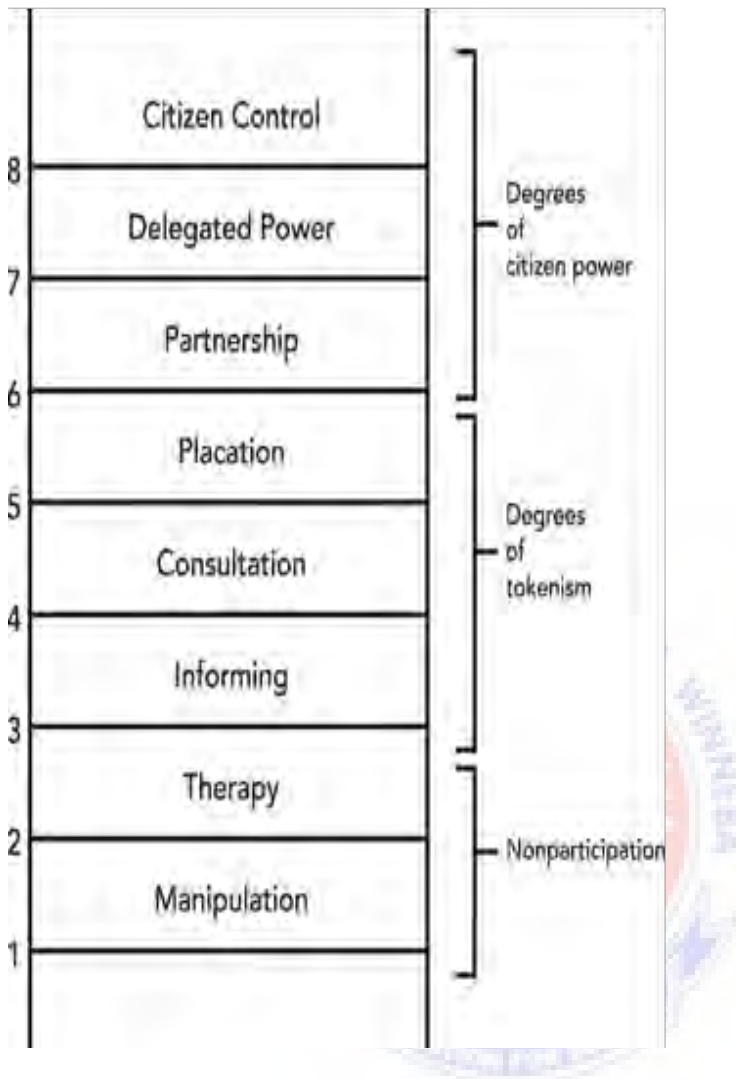 Citizen Control
8
Delegated Power
7
Partnership
6
Placation
5
Consultation
4
Informing
3
Therapy
2
Manipulation
1
Degrees
of
citizen power
Degrees
of
tokenism
Nonparticipation
WINNEBA